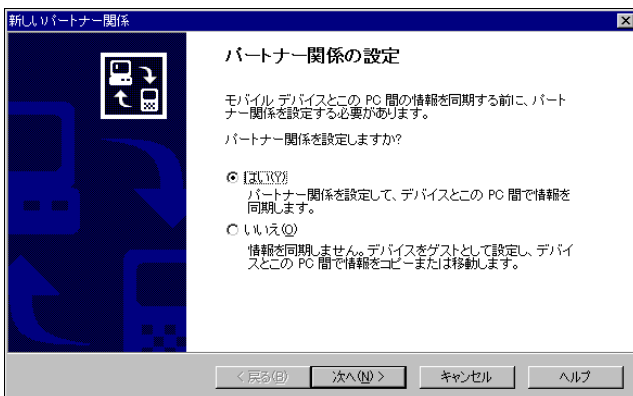 新しいパートナー関係
パートナー関係の設定
モバイル デバイスとこの PC 間の情報を同期する前に、パート
ナー関係を設定する必要があります。
パートナー関係を設定しますか?
はい(Y)
パートナー関係を設定して、デバイスとこの PC 間で情報を
同期します。
いいえ(O)
情報を同期しません。デバイスをゲストとして設定し、デバイ
スとこの PC 間で情報をコピーまたは移動します。
< 戻る(B)
次へ(N) >
キャンセル
ヘルプ